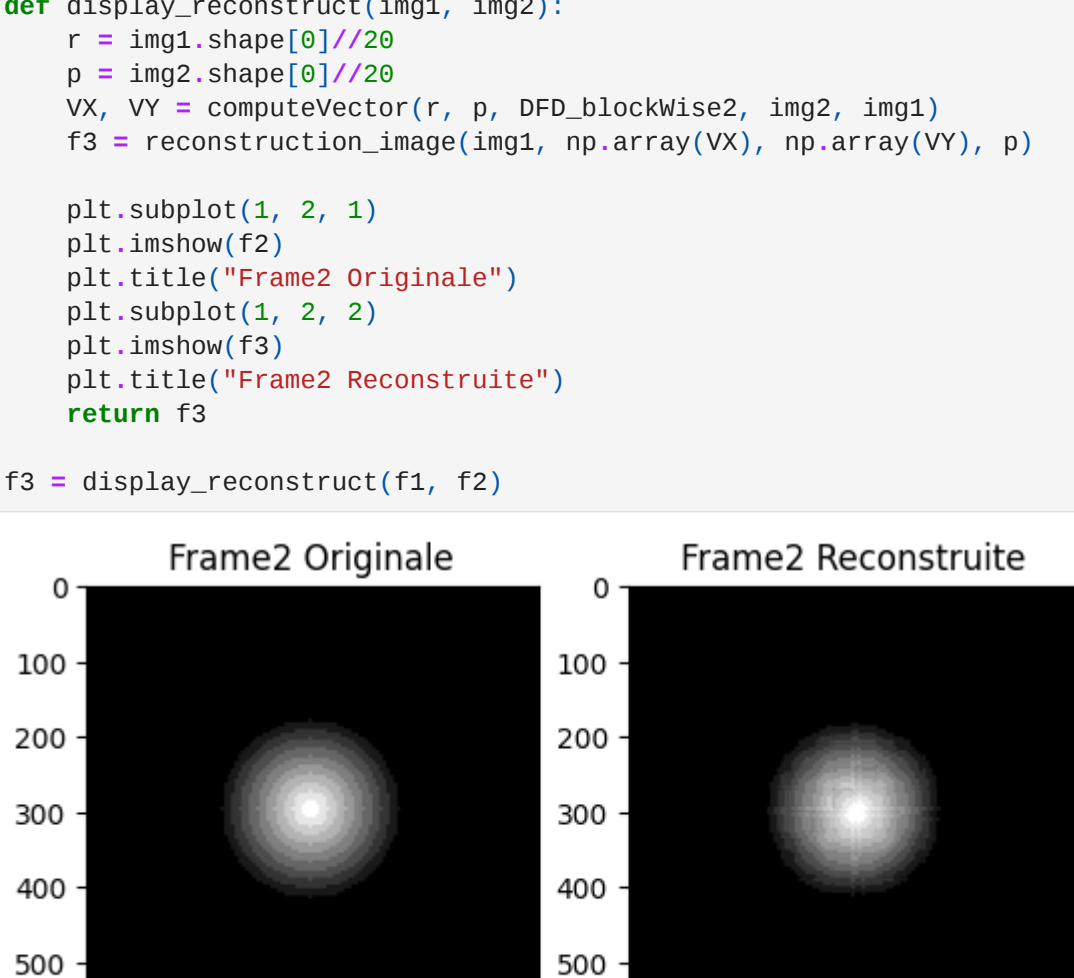 def display_reconstruct(img1, img2):
    r = img1.shape[0]//20
    p = img2.shape[0]//20
    VX, VY = computeVector(r, p, DFD_blockWise2, img2, img1)
    f3 = reconstruction_image(img1, np.array(VX), np.array(VY), p)

    plt.subplot(1, 2, 1)
    plt.imshow(f2)
    plt.title("Frame2 Originale")
    plt.subplot(1, 2, 2)
    plt.imshow(f3)
    plt.title("Frame2 Reconstruite")
    return f3

f3 = display_reconstruct(f1, f2)
Frame2 Originale
0
100
200
300
400
500
Frame2 Reconstruite
0
100
200
300
400
500